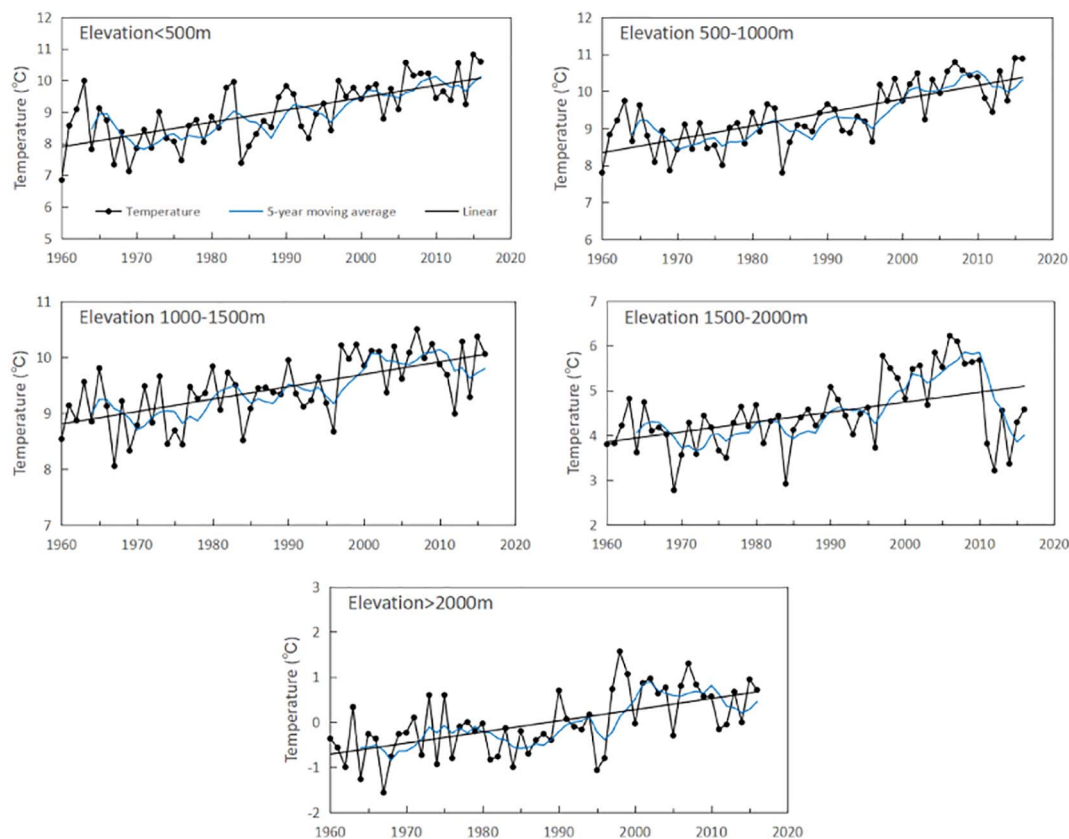 Elevation<500m
Temperature (°C)
12
11
10
9
8
7
6
5
Temperature
5-year moving average
Linear
1960 1970 1980 1990 2000 2010 2020
Elevation 500-1000m
Temperature (°C)
12
11
10
9
8
7
6
1960 1970 1980 1990 2000 2010 2020
Elevation 1000-1500m
Temperature (°C)
11
10
9
8
7
1960 1970 1980 1990 2000 2010 2020
Elevation 1500-2000m
Temperature (°C)
7
6
5
4
3
2
1960 1970 1980 1990 2000 2010 2020
Elevation>2000m
Temperature (°C)
3
2
1
0
-1
-2
1960 1970 1980 1990 2000 2010 2020